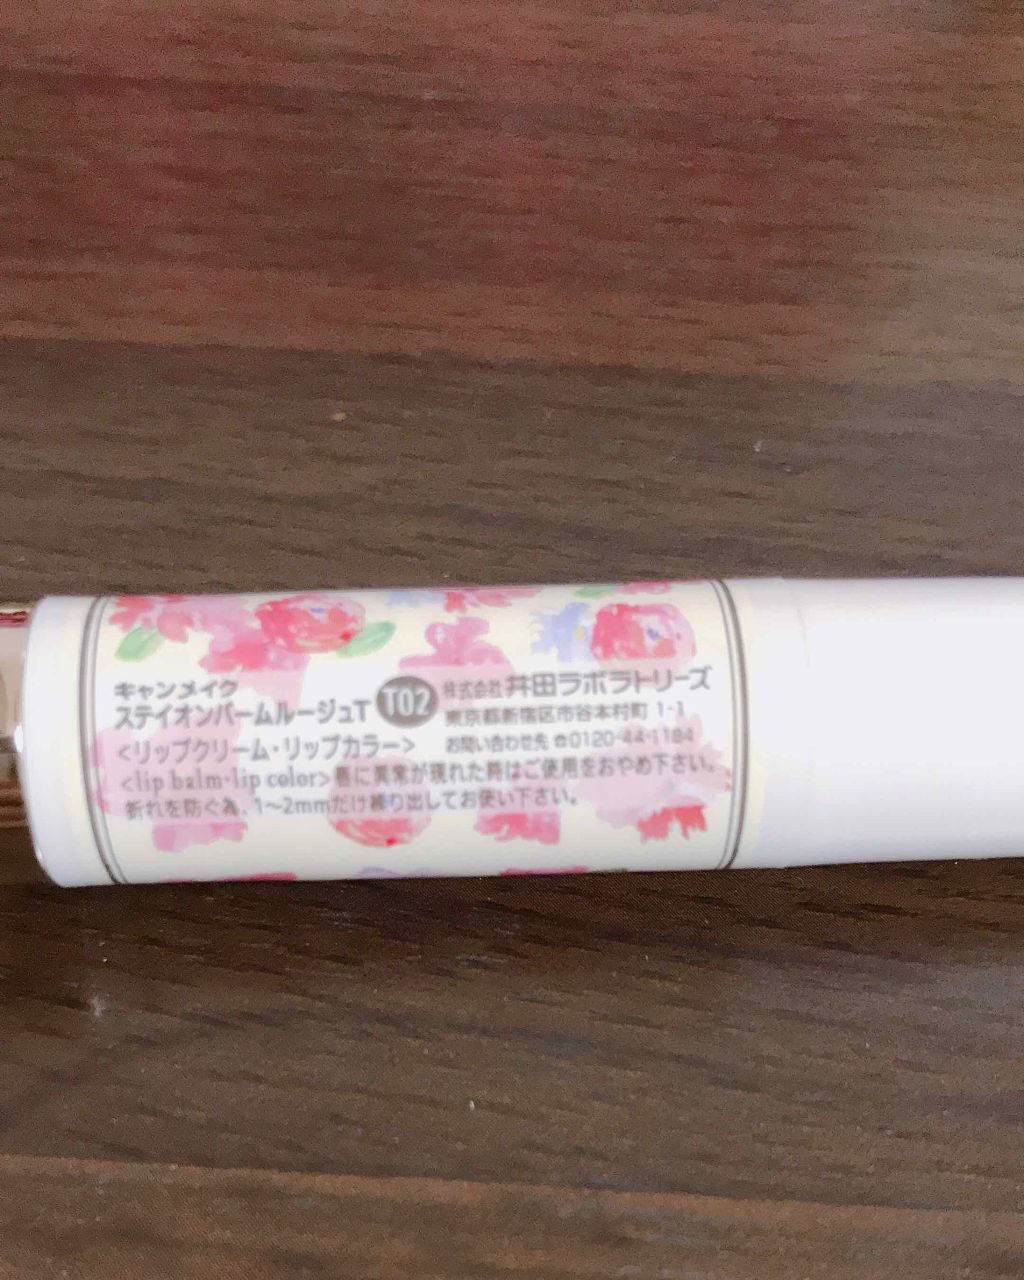 キャンメイク
ステイオンバームルージュT T02
<リップクリーム・リップカラー>
株式会社 井田ラボラトリーズ
東京都新宿区市谷本村町 1-1
お問い合わせ先 ☎0120-44-1184
<lip balm・lip color> 唇に異常が現れた時はご使用をおやめ下さい。
折れを防ぐ為、1〜2mmだけ繰り出してお使い下さい。